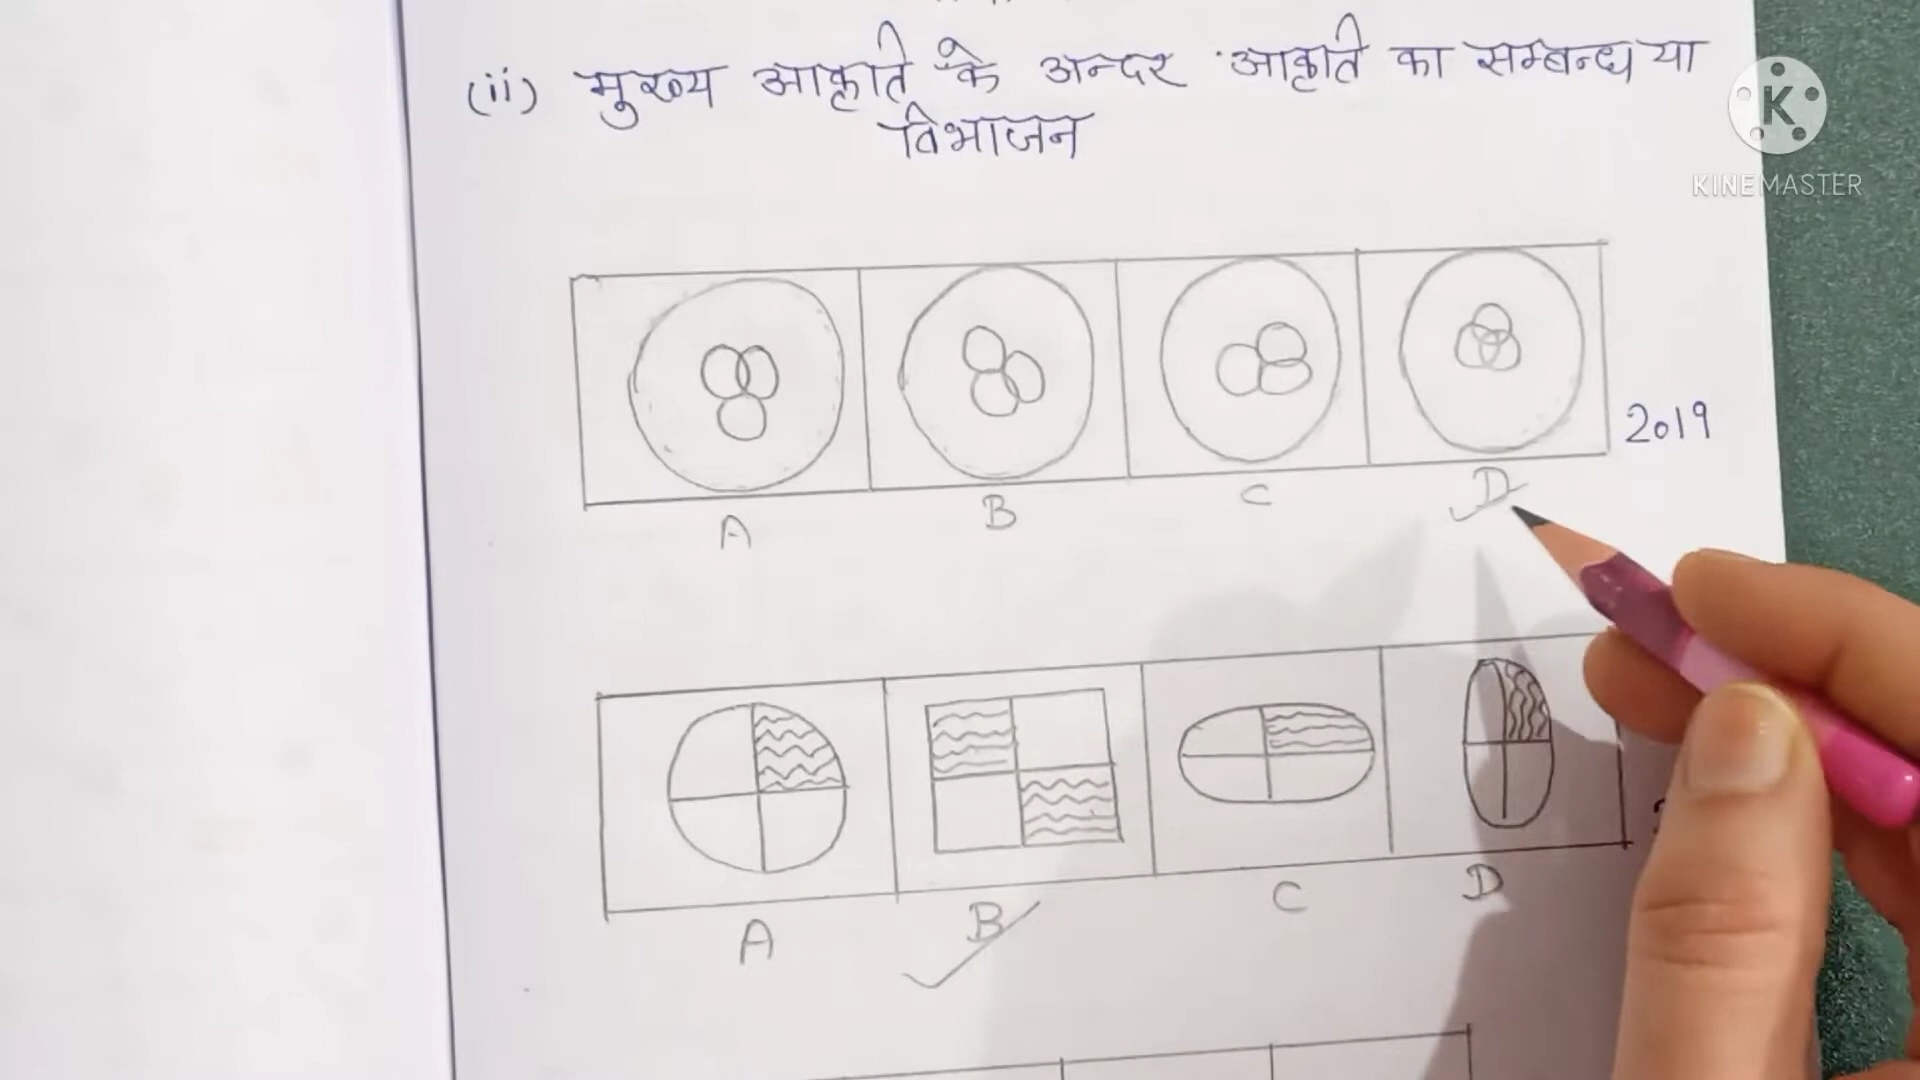 (ii) मुख्य आकृति के अन्दर आकृति का सम्बन्ध या
विभाजन
KINEMASTER
2019
A B C D
A B C D